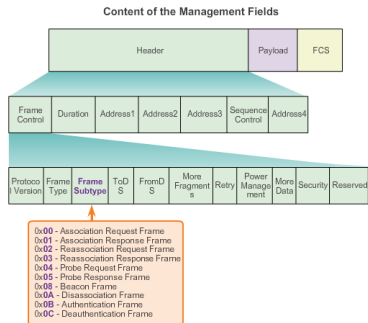 Content of the Management Fields
Header
Payload
FCS
Frame
Control
Duration
Address1
Address2
Address3
Sequence
Control
Address4
Protoco
l Version
Frame
Type
Frame
Subtype
ToD
S
FromD
S
More
Fragment
s
Retry
Power
Manage
ment
More
Data
Security
Reserved
0x00 - Association Request Frame
0x01 - Association Response Frame
0x02 - Reassociation Request Frame
0x03 - Reassociation Response Frame
0x04 - Probe Request Frame
0x05 - Probe Response Frame
0x08 - Beacon Frame
0x0A - Disassociation Frame
0x0B - Authentication Frame
0x0C - Deauthentication Frame